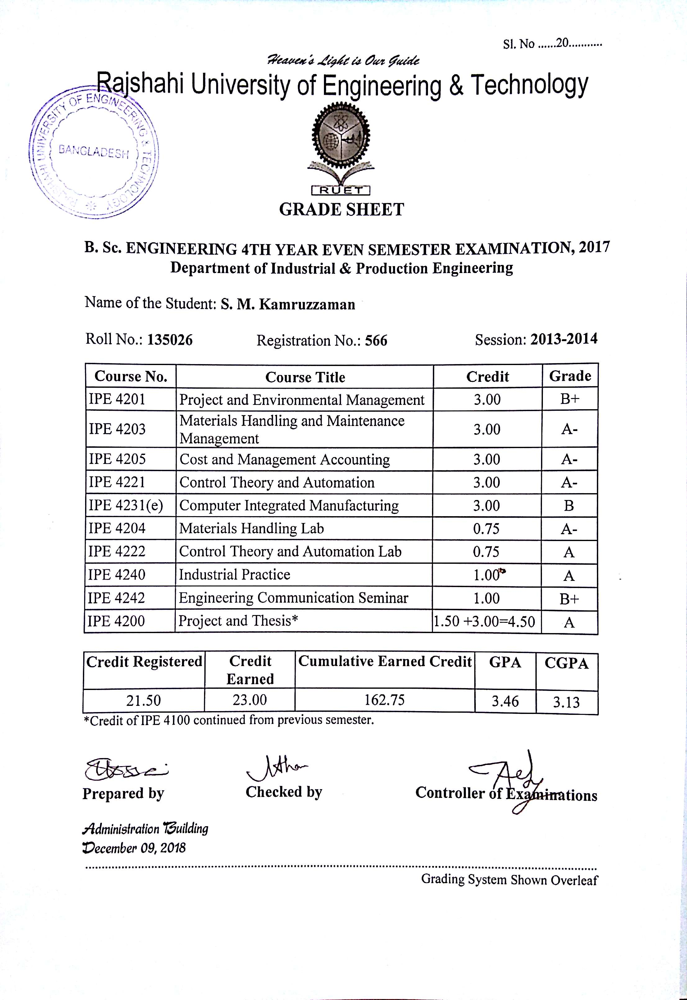 Sl. No ......20...........
Heaven's Light is Our Guide
Rajshahi University of Engineering & Technology
RAJSHAHI UNIVERSITY OF ENGINEERING & TECHNOLOGY
BANGLADESH
RUET
GRADE SHEET
B. Sc. ENGINEERING 4TH YEAR EVEN SEMESTER EXAMINATION, 2017
Department of Industrial & Production Engineering
Name of the Student: S. M. Kamruzzaman
Roll No.: 135026 Registration No.: 566 Session: 2013-2014
Course No. Course Title Credit Grade
IPE 4201 Project and Environmental Management 3.00 B+
IPE 4203 Materials Handling and Maintenance Management 3.00 A-
IPE 4205 Cost and Management Accounting 3.00 A-
IPE 4221 Control Theory and Automation 3.00 A-
IPE 4231(e) Computer Integrated Manufacturing 3.00 B
IPE 4204 Materials Handling Lab 0.75 A-
IPE 4222 Control Theory and Automation Lab 0.75 A
IPE 4240 Industrial Practice 1.00 A
IPE 4242 Engineering Communication Seminar 1.00 B+
IPE 4200 Project and Thesis* 1.50 +3.00=4.50 A
Credit Registered Credit Earned Cumulative Earned Credit GPA CGPA
21.50 23.00 162.75 3.46 3.13
*Credit of IPE 4100 continued from previous semester.
Prepared by Checked by Controller of Examinations
Administration Building
December 09, 2018
Grading System Shown Overleaf